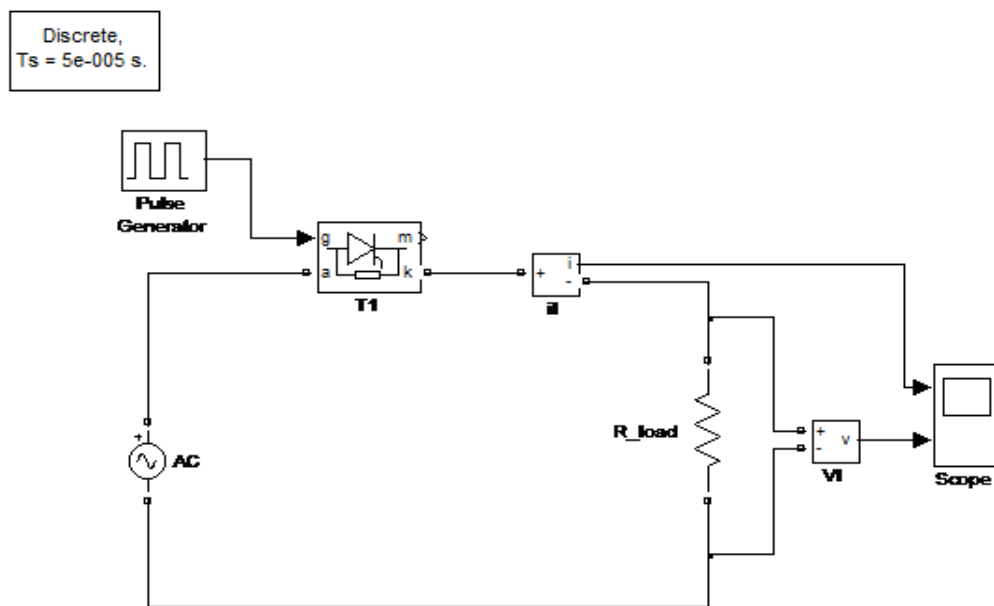 Discrete,
Ts = 5e-005 s.
Pulse
Generator
g
m
a
k
T1
+
i
-
il
R_load
+
AC
+
-
v
Vl
Scope